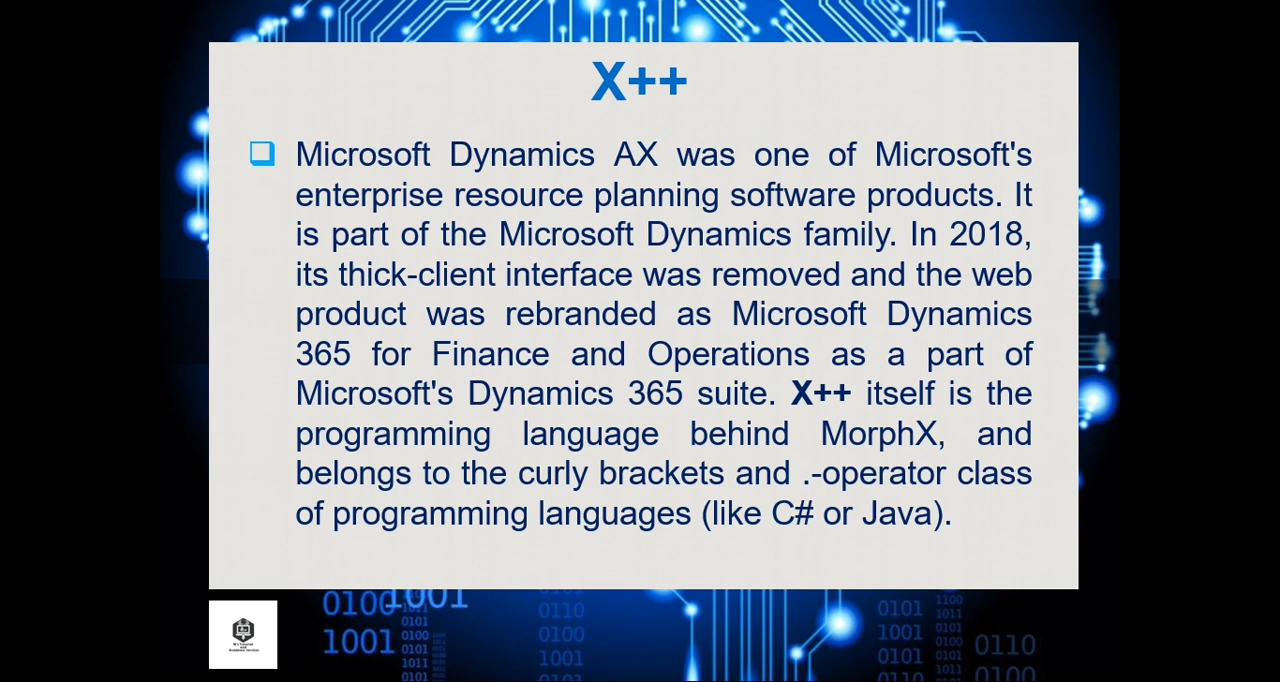 X++
Microsoft Dynamics AX was one of Microsoft's
enterprise resource planning software products. It
is part of the Microsoft Dynamics family. In 2018,
its thick-client interface was removed and the web
product was rebranded as Microsoft Dynamics
365 for Finance and Operations as a part of
Microsoft's Dynamics 365 suite. X++ itself is the
programming language behind MorphX, and
belongs to the curly brackets and .-operator class
of programming languages (like C# or Java).